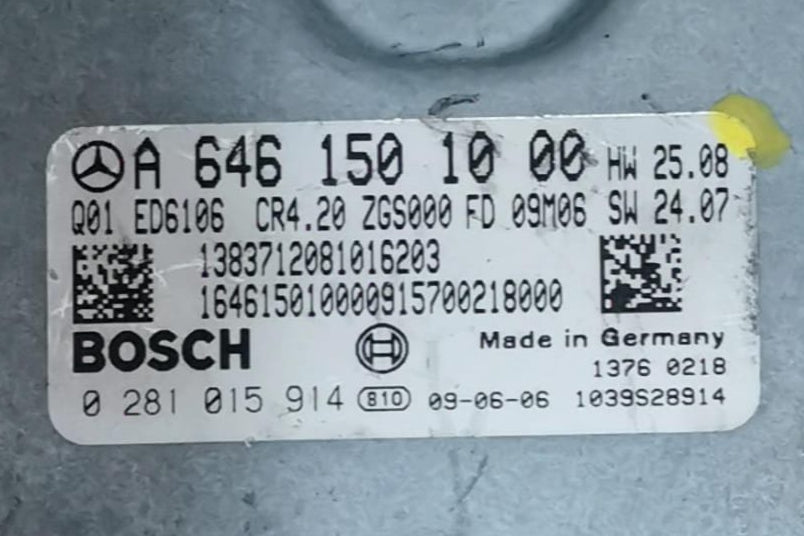 A 646 150 10 00 HW 25.08
Q01 ED6106 CR4.20 ZGS000 FD 09M06 SW 24.07
1383712081016203
164615010000915700218000
BOSCH Made in Germany
1376 0218
0 281 015 914 810 09-06-06 1039S28914